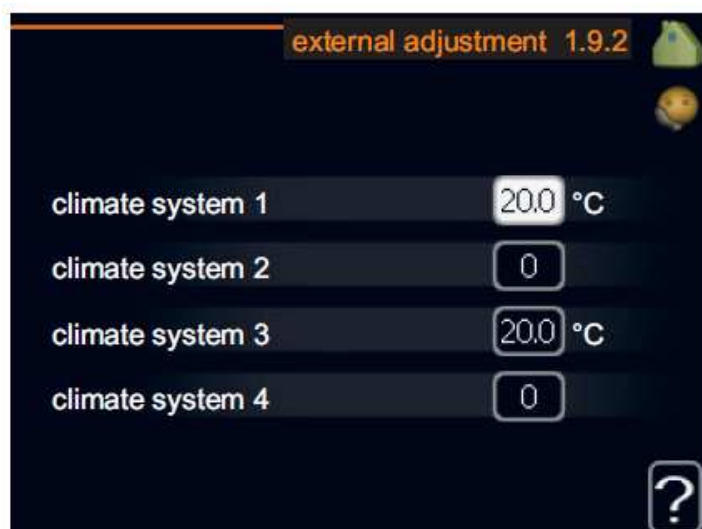 external adjustment 1.9.2
climate system 1 20.0 °C
climate system 2 0
climate system 3 20.0 °C
climate system 4 0
?